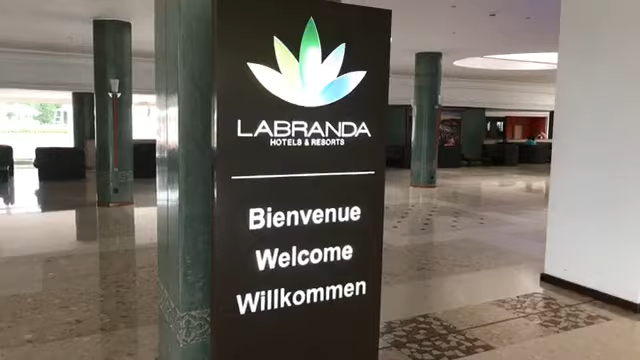 LABRANDA
HOTELS & RESORTS
Bienvenue
Welcome
Willkommen